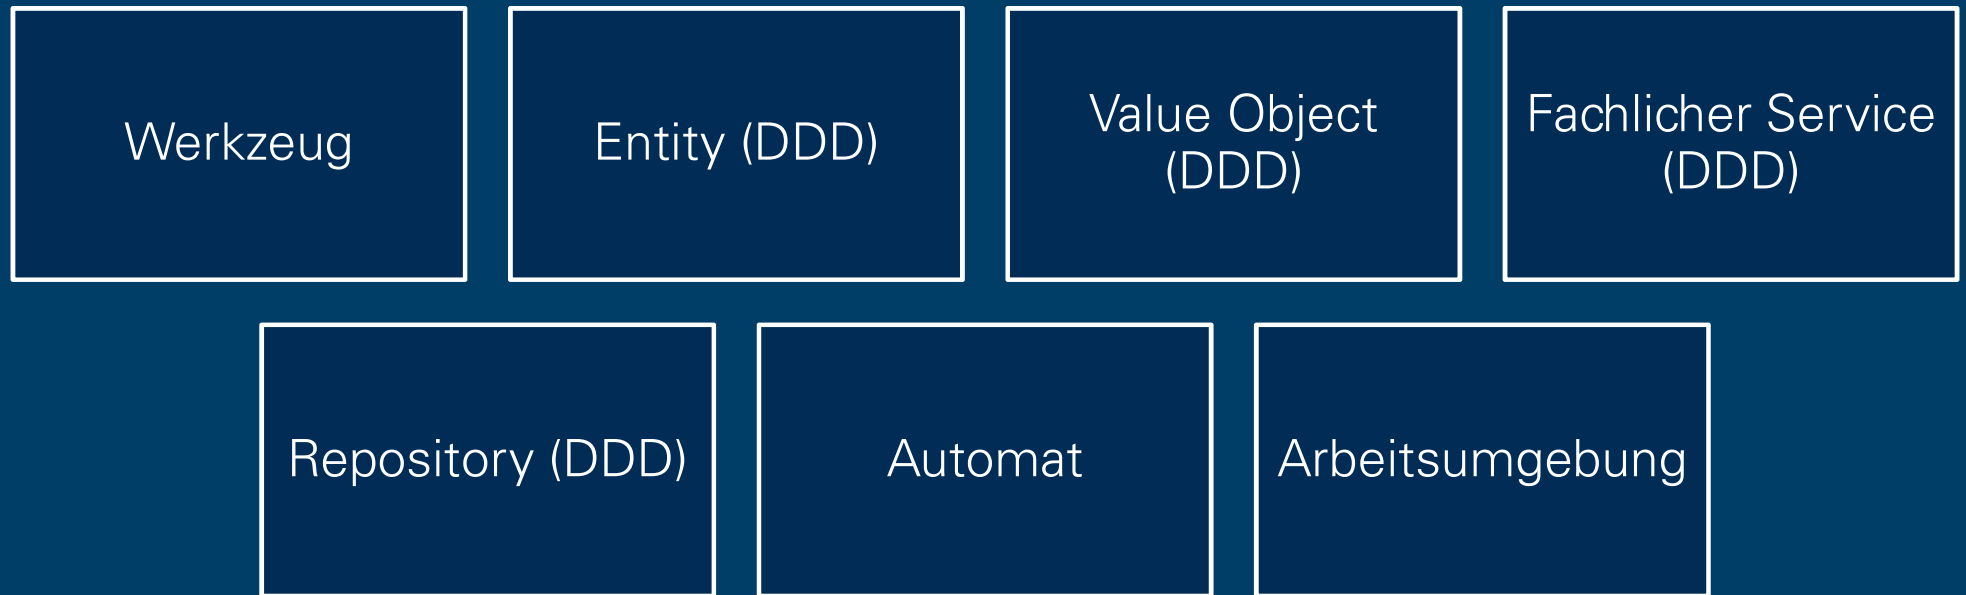 Werkzeug
Entity (DDD)
Value Object
(DDD)
Fachlicher Service
(DDD)
Repository (DDD)
Automat
Arbeitsumgebung